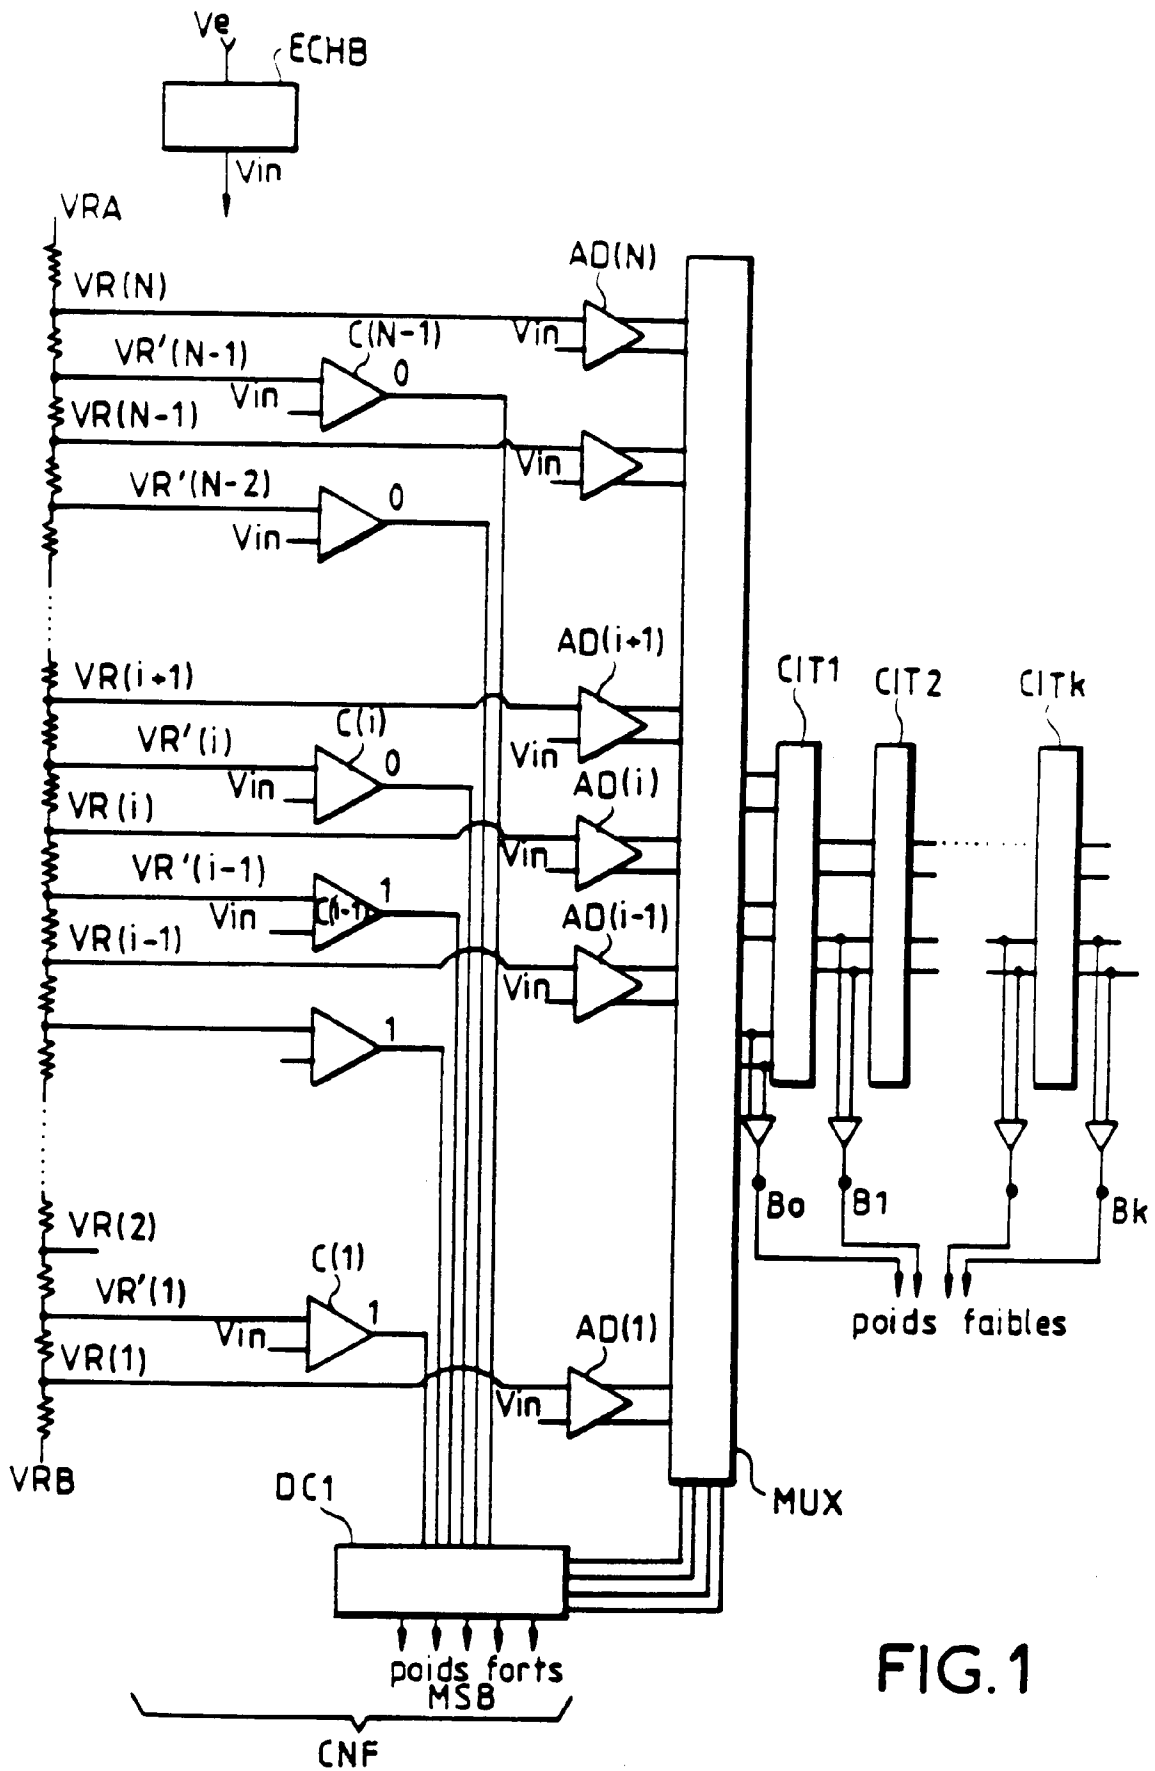 Ve
ECHB
Vin
VRA
AD(N)
VR(N)
C(N-1)
Vin
VR'(N-1)
0
Vin
VR(N-1)
Vin
VR'(N-2)
0
Vin
AD(i+1)
VR(i+1)
CIT1
CIT2
CITk
C(i)
VR'(i)
0
Vin
Vin
AD(i)
VR(i)
Vin
VR'(i-1)
1
C(i-1)
Vin
AD(i-1)
VR(i-1)
Vin
1
Bo
B1
Bk
VR(2)
C(1)
VR'(1)
1
Vin
poids faibles
AD(1)
VR(1)
Vin
VRB
DC1
MUX
poids forts
MSB
CNF
FIG.1